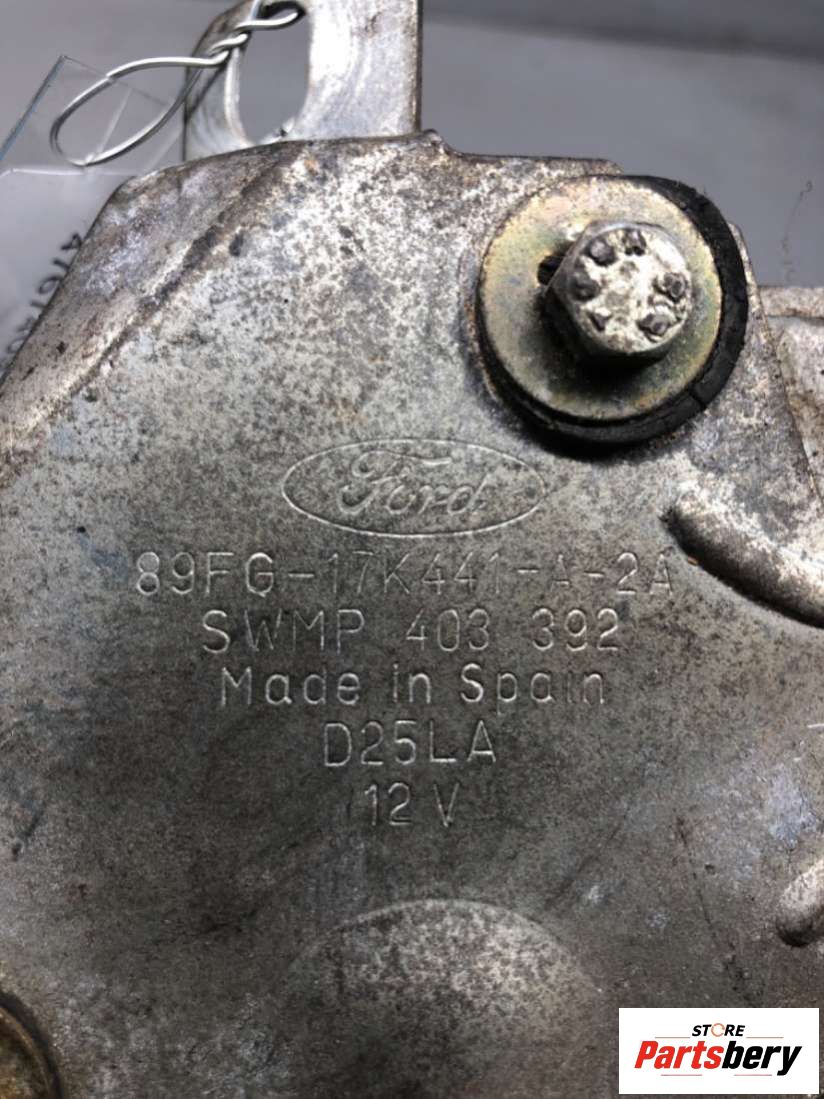 Ford
89FG-17K441-A-2A
SWMP 403 392
Made in Spain
D25LA
12 V
STORE
Partsbery